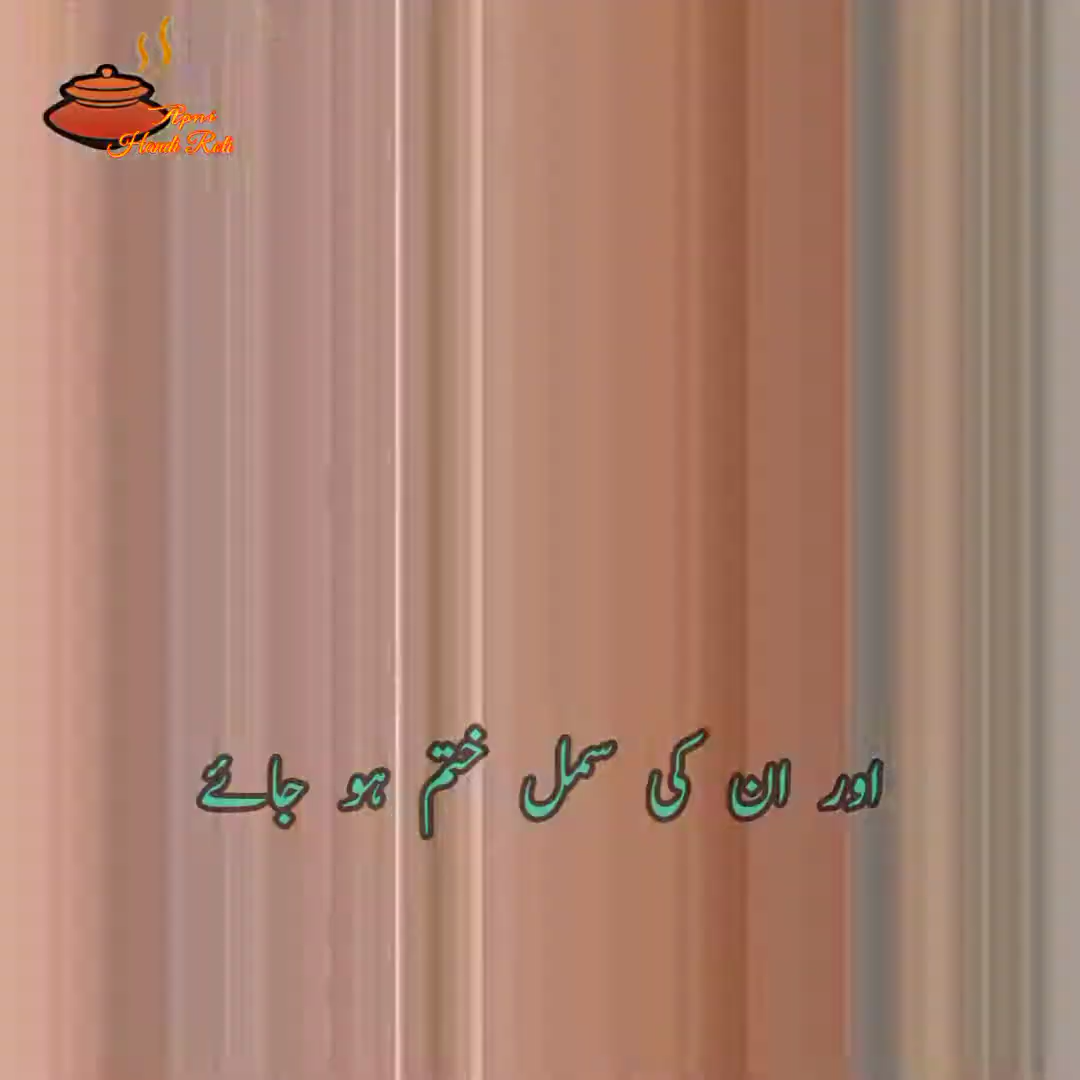 Apni
Handi Roti
اور ان کی سمل ختم ہو جائے